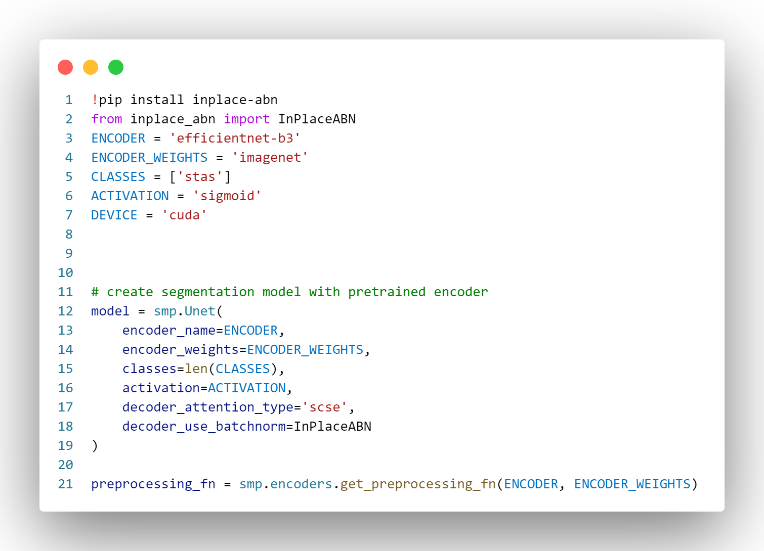 1 !pip install inplace-abn
2 from inplace_abn import InPlaceABN
3 ENCODER = 'efficientnet-b3'
4 ENCODER_WEIGHTS = 'imagenet'
5 CLASSES = ['stas']
6 ACTIVATION = 'sigmoid'
7 DEVICE = 'cuda'
8
9
10
11 # create segmentation model with pretrained encoder
12 model = smp.Unet(
13     encoder_name=ENCODER,
14     encoder_weights=ENCODER_WEIGHTS,
15     classes=len(CLASSES),
16     activation=ACTIVATION,
17     decoder_attention_type='scse',
18     decoder_use_batchnorm=InPlaceABN
19 )
20
21 preprocessing_fn = smp.encoders.get_preprocessing_fn(ENCODER, ENCODER_WEIGHTS)